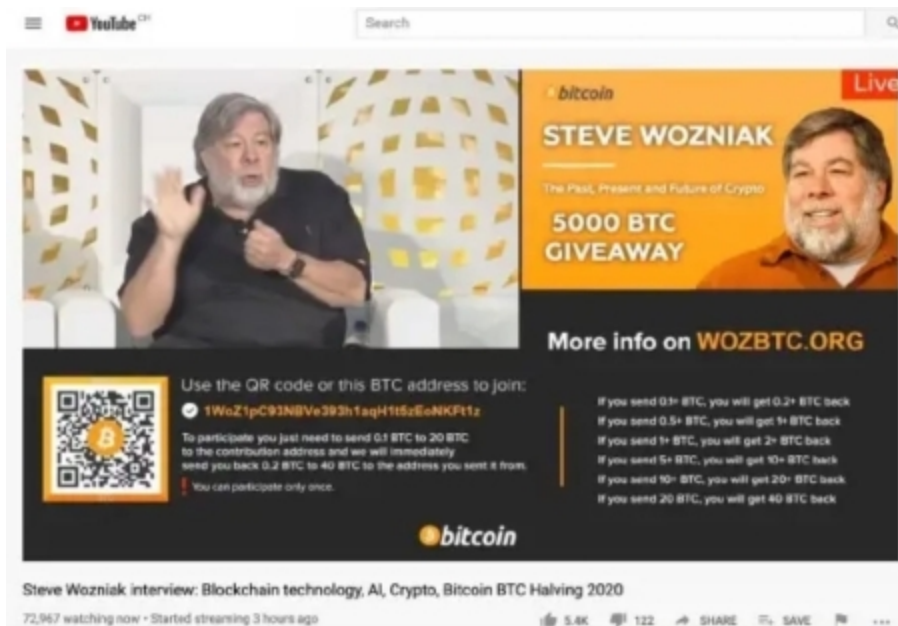 YouTube CH
Search
bitcoin
Live
STEVE WOZNIAK
The Past, Present and Future of Crypto
5000 BTC
GIVEAWAY
More info on WOZBTC.ORG
Use the QR code or this BTC address to join:
To participate you just need to send 0.1 BTC to 20 BTC
to the contribution address and we will immediately
send you back 0.2 BTC to 40 BTC to the address you sent it from.
You can participate only once.
If you send 0.1+ BTC, you will get 0.2+ BTC back
If you send 0.5+ BTC, you will get 1+ BTC back
If you send 1+ BTC, you will get 2+ BTC back
If you send 5+ BTC, you will get 10+ BTC back
If you send 10+ BTC, you will get 20+ BTC back
If you send 20 BTC, you will get 40 BTC back
bitcoin
Steve Wozniak interview: Blockchain technology, AI, Crypto, Bitcoin BTC Halving 2020
72,967 watching now • Started streaming 3 hours ago
5.4K 122 SHARE SAVE